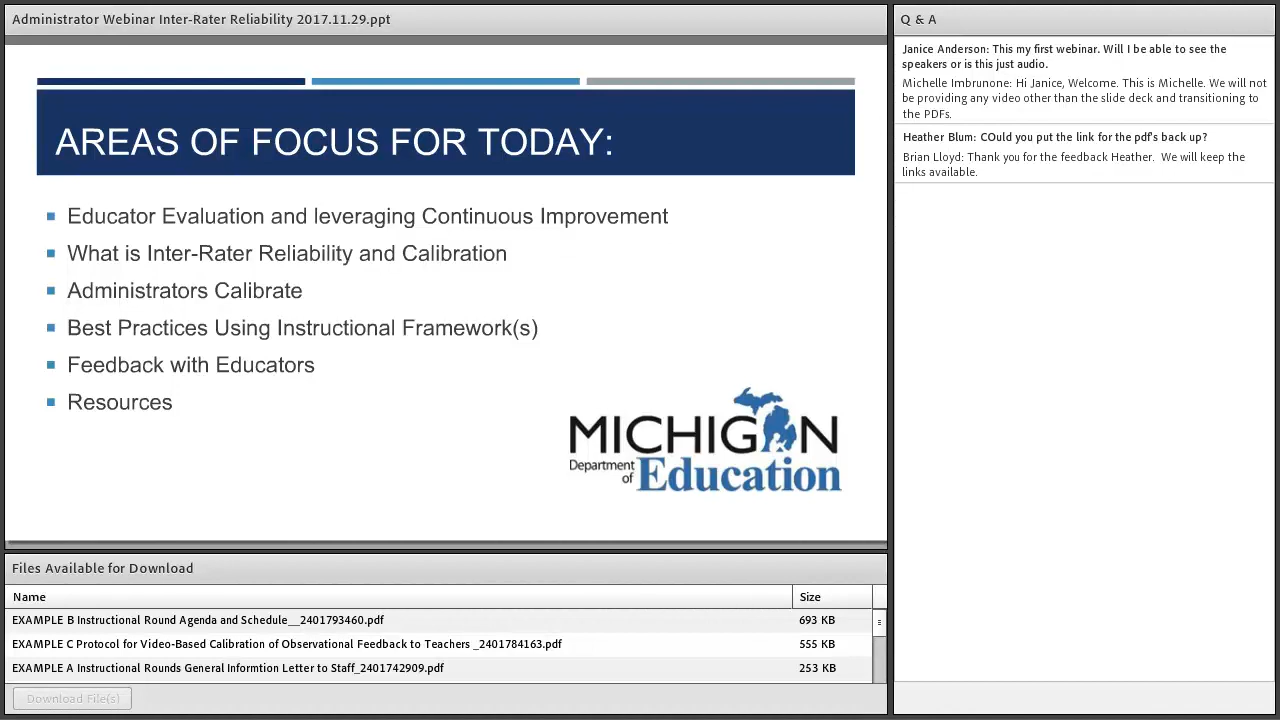 Administrator Webinar Inter-Rater Reliability 2017.11.29.ppt
AREAS OF FOCUS FOR TODAY:
Educator Evaluation and leveraging Continuous Improvement
What is Inter-Rater Reliability and Calibration
Administrators Calibrate
Best Practices Using Instructional Framework(s)
Feedback with Educators
Resources
MICHIGAN
Department
of Education
Files Available for Download
Name Size
EXAMPLE B Instructional Round Agenda and Schedule__2401793460.pdf 693 KB
EXAMPLE C Protocol for Video-Based Calibration of Observational Feedback to Teachers _2401784163.pdf 555 KB
EXAMPLE A Instructional Rounds General Informtion Letter to Staff_2401742909.pdf 253 KB
Download File(s)
Q & A
Janice Anderson: This my first webinar. Will I be able to see the
speakers or is this just audio.
Michelle Imbrunone: Hi Janice, Welcome. This is Michelle. We will not
be providing any video other than the slide deck and transitioning to
the PDFs.
Heather Blum: COuld you put the link for the pdf's back up?
Brian Lloyd: Thank you for the feedback Heather. We will keep the
links available.